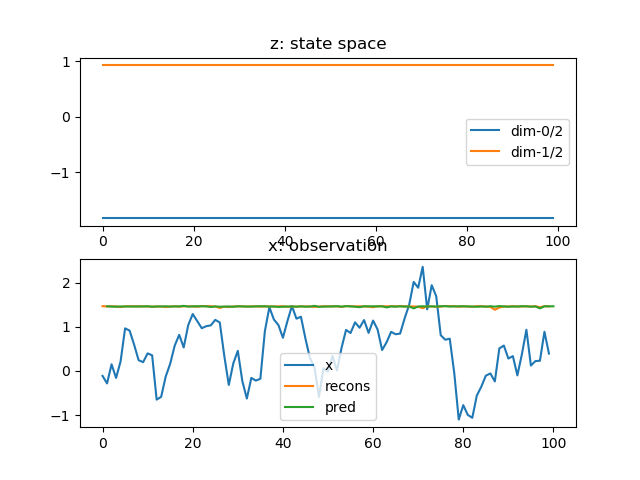 z: state space
1
0
−1
dim-0/2
dim-1/2
0 20 40 60 80 100
x: observation
2
1
0
−1
x
recons
pred
0 20 40 60 80 100